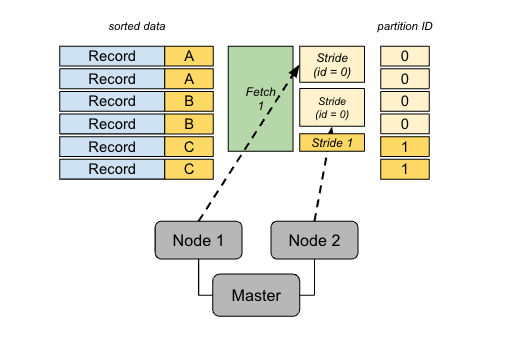 sorted data
partition ID
Record A
Record A
Record B
Record B
Record C
Record C
Fetch
1
Stride
(id = 0)
Stride
(id = 0)
Stride 1
0
0
0
0
1
1
Node 1
Node 2
Master